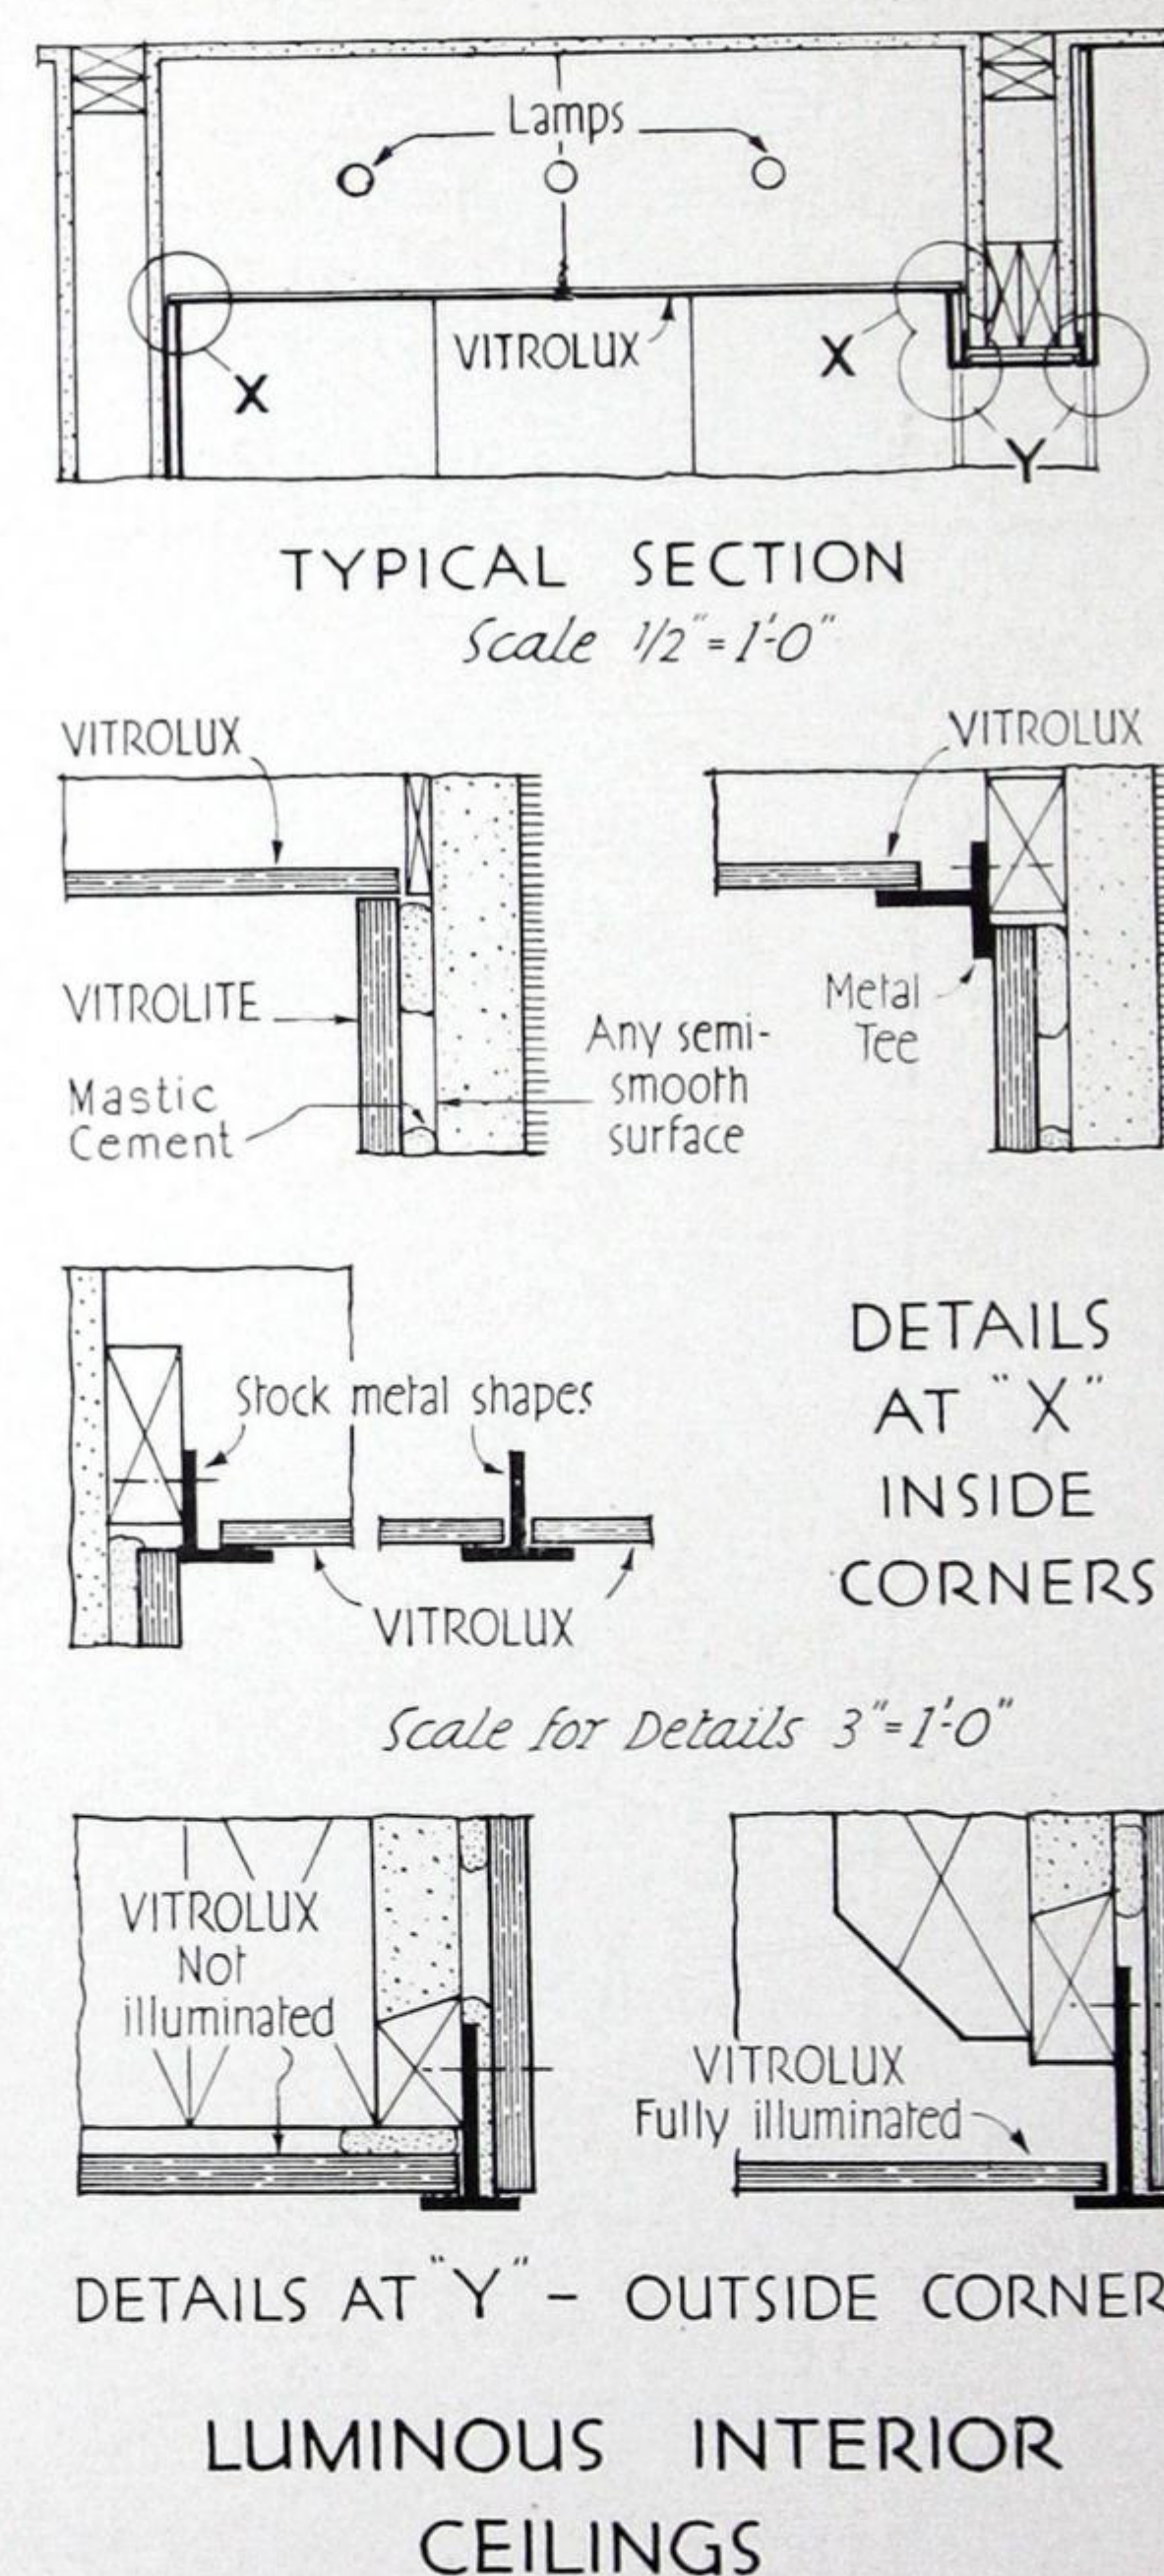 Lamps
VITROLUX
X
X
Y
TYPICAL SECTION
Scale 1/2" = 1'-0"
VITROLUX
VITROLUX
VITROLITE
Mastic
Cement
Any semi-
smooth
surface
Metal
Tee
Stock metal shapes
VITROLUX
DETAILS
AT "X"
INSIDE
CORNERS
Scale for Details 3" = 1'-0"
VITROLUX
Not
illuminated
VITROLUX
Fully illuminated
DETAILS AT "Y" - OUTSIDE CORNER
LUMINOUS INTERIOR
CEILINGS